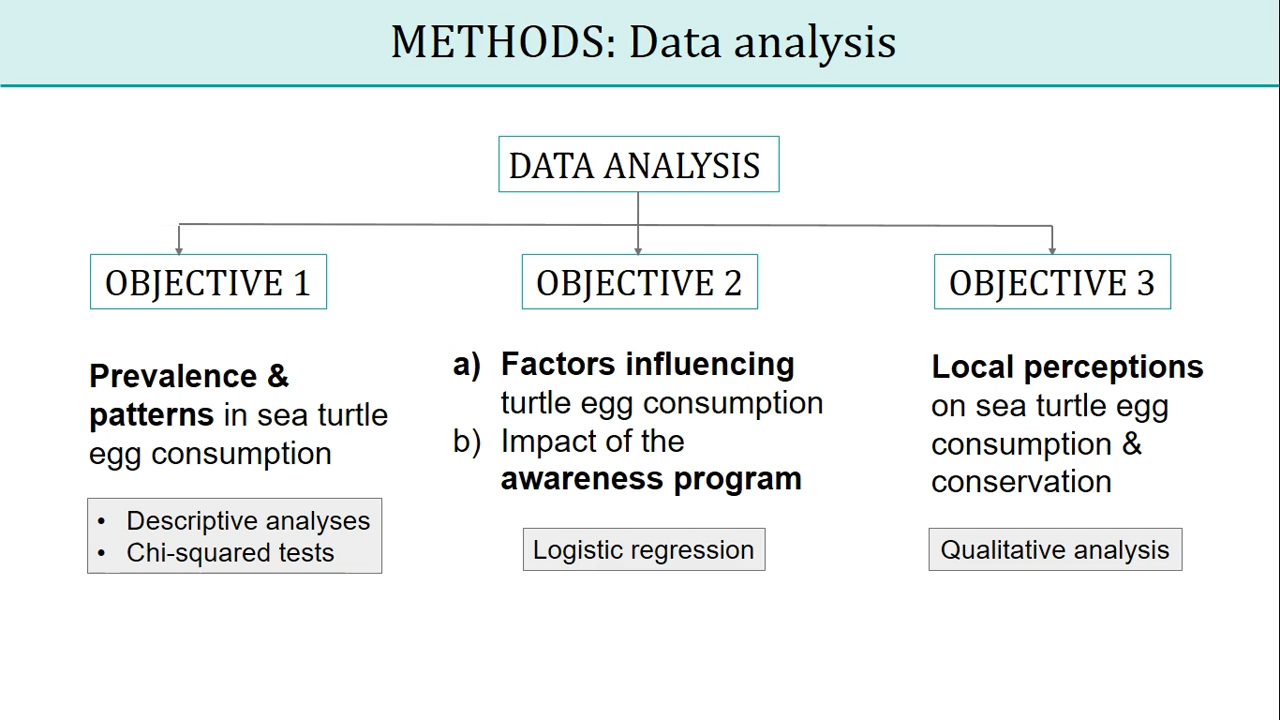 METHODS: Data analysis
DATA ANALYSIS
OBJECTIVE 1
Prevalence &
patterns in sea turtle
egg consumption
• Descriptive analyses
• Chi-squared tests
OBJECTIVE 2
a) Factors influencing
turtle egg consumption
b) Impact of the
awareness program
Logistic regression
OBJECTIVE 3
Local perceptions
on sea turtle egg
consumption &
conservation
Qualitative analysis